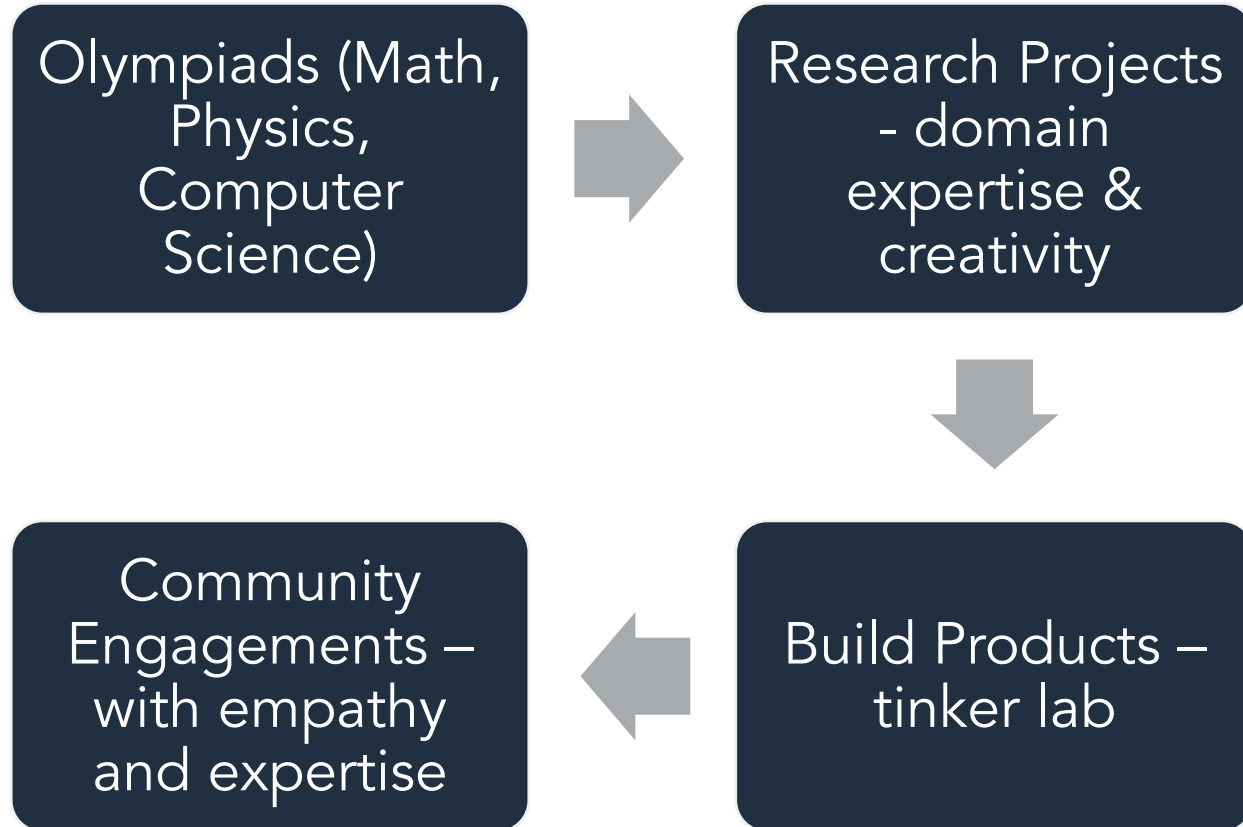 Olympiads (Math,
Physics,
Computer
Science)
Research Projects
- domain
expertise &
creativity
Build Products –
tinker lab
Community
Engagements –
with empathy
and expertise